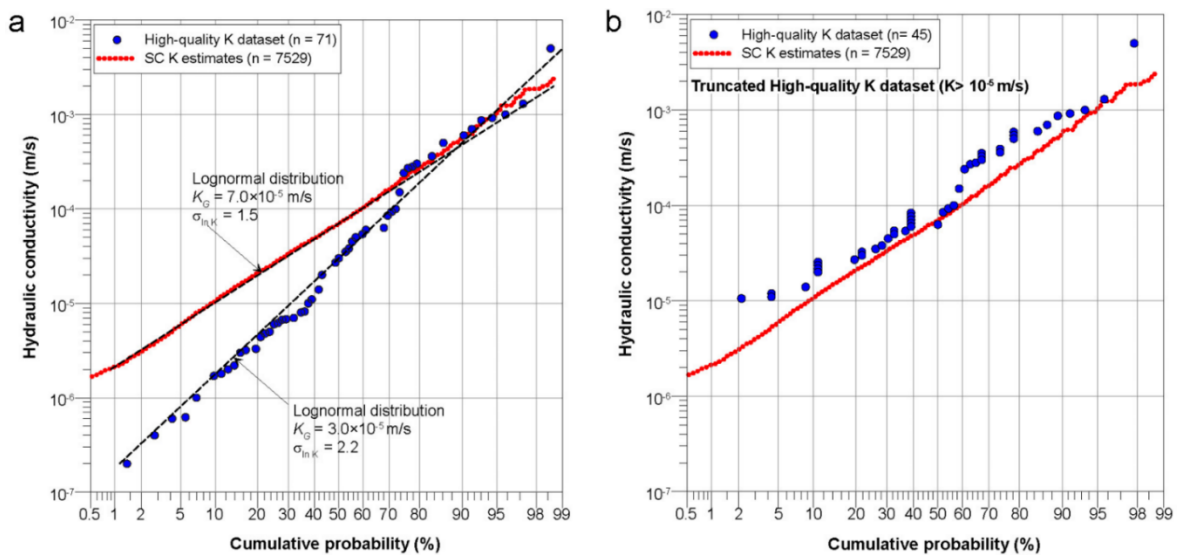 a
High-quality K dataset (n = 71)
SC K estimates (n = 7529)
Lognormal distribution
K_G = 7.0×10⁻⁵ m/s
σ_ln K = 1.5
Lognormal distribution
K_G = 3.0×10⁻⁵ m/s
σ_ln K = 2.2
Hydraulic conductivity (m/s)
10⁻²
10⁻³
10⁻⁴
10⁻⁵
10⁻⁶
10⁻⁷
0.5 1 2 5 10 20 30 40 50 60 70 80 90 95 98 99
Cumulative probability (%)
b
High-quality K dataset (n= 45)
SC K estimates (n = 7529)
Truncated High-quality K dataset (K> 10⁻⁵ m/s)
Hydraulic conductivity (m/s)
10⁻²
10⁻³
10⁻⁴
10⁻⁵
10⁻⁶
10⁻⁷
0.5 1 2 5 10 20 30 40 50 60 70 80 90 95 98 99
Cumulative probability (%)